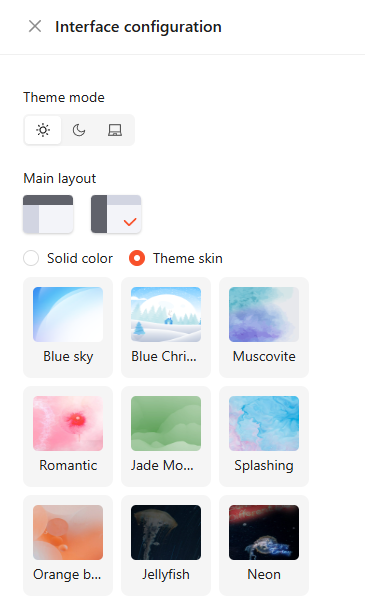 Interface configuration
Theme mode
Main layout
Solid color Theme skin
Blue sky Blue Chri... Muscovite
Romantic Jade Mo... Splashing
Orange b... Jellyfish Neon